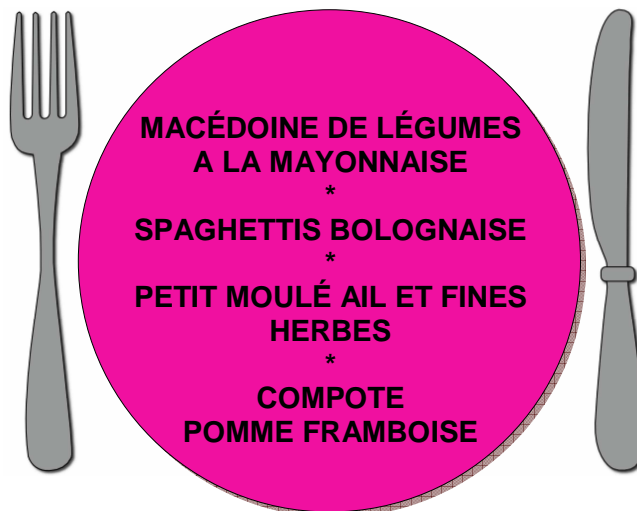 MACÉDOINE DE LÉGUMES
A LA MAYONNAISE
*
SPAGHETTIS BOLOGNAISE
*
PETIT MOULÉ AIL ET FINES
HERBES
*
COMPOTE
POMME FRAMBOISE